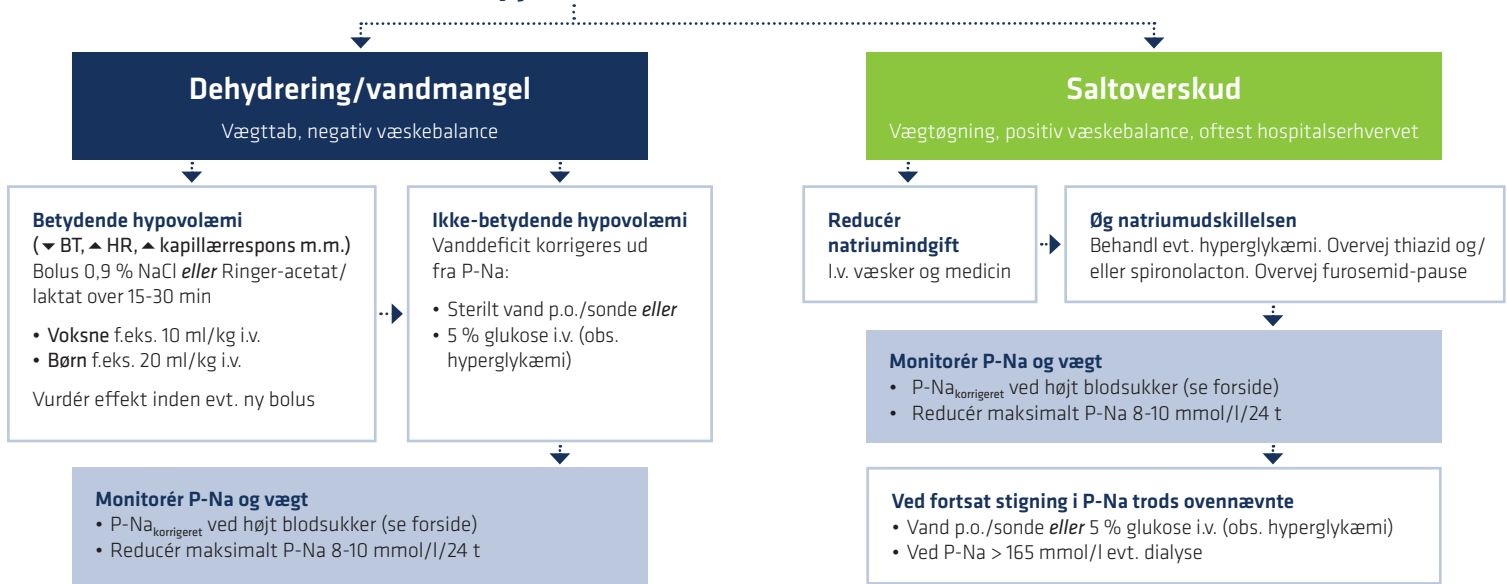 Dehydrering/vandmangel
Vægttab, negativ væskebalance
Betydende hypovolæmi
(▼ BT, ▲ HR, ▲ kapillærrespons m.m.)
Bolus 0,9 % NaCl eller Ringer-acetat/
laktat over 15-30 min
• Voksne f.eks. 10 ml/kg i.v.
• Børn f.eks. 20 ml/kg i.v.
Vurdér effekt inden evt. ny bolus
Ikke-betydende hypovolæmi
Vanddeficit korrigeres ud
fra P-Na:
• Sterilt vand p.o./sonde eller
• 5 % glukose i.v. (obs.
hyperglykæmi)
Monitorér P-Na og vægt
• P-Nakorrigeret ved højt blodsukker (se forside)
• Reducér maksimalt P-Na 8-10 mmol/l/24 t
Saltoverskud
Vægtøgning, positiv væskebalance, oftest hospitalserhvervet
Reducér
natriumindgift
I.v. væsker og medicin
Øg natriumudskillelsen
Behandl evt. hyperglykæmi. Overvej thiazid og/
eller spironolacton. Overvej furosemid-pause
Monitorér P-Na og vægt
• P-Nakorrigeret ved højt blodsukker (se forside)
• Reducér maksimalt P-Na 8-10 mmol/l/24 t
Ved fortsat stigning i P-Na trods ovennævnte
• Vand p.o./sonde eller 5 % glukose i.v. (obs. hyperglykæmi)
• Ved P-Na > 165 mmol/l evt. dialyse